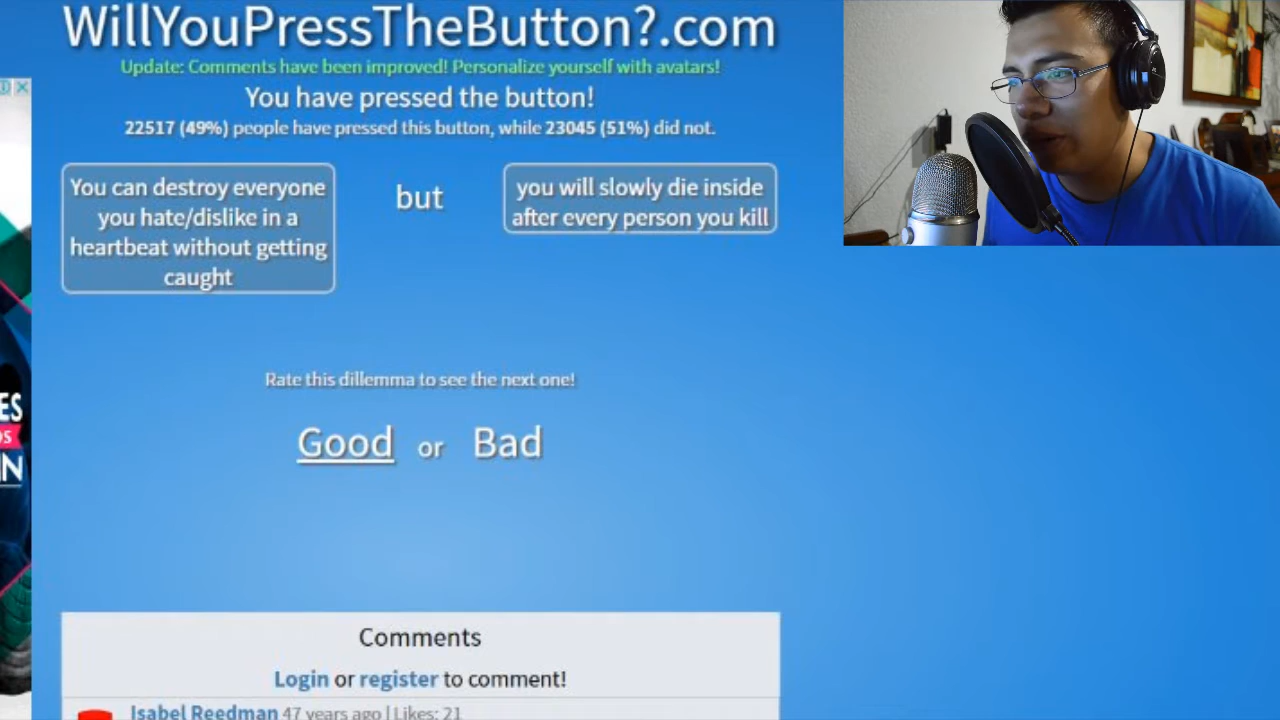 WillYouPressTheButton?.com
Update: Comments have been improved! Personalize yourself with avatars!
You have pressed the button!
22517 (49%) people have pressed this button, while 23045 (51%) did not.
You can destroy everyone
you hate/dislike in a
heartbeat without getting
caught
but
you will slowly die inside
after every person you kill
Rate this dillemma to see the next one!
Good or Bad
Comments
Login or register to comment!
Isabel Reedman 47 years ago | Likes: 21